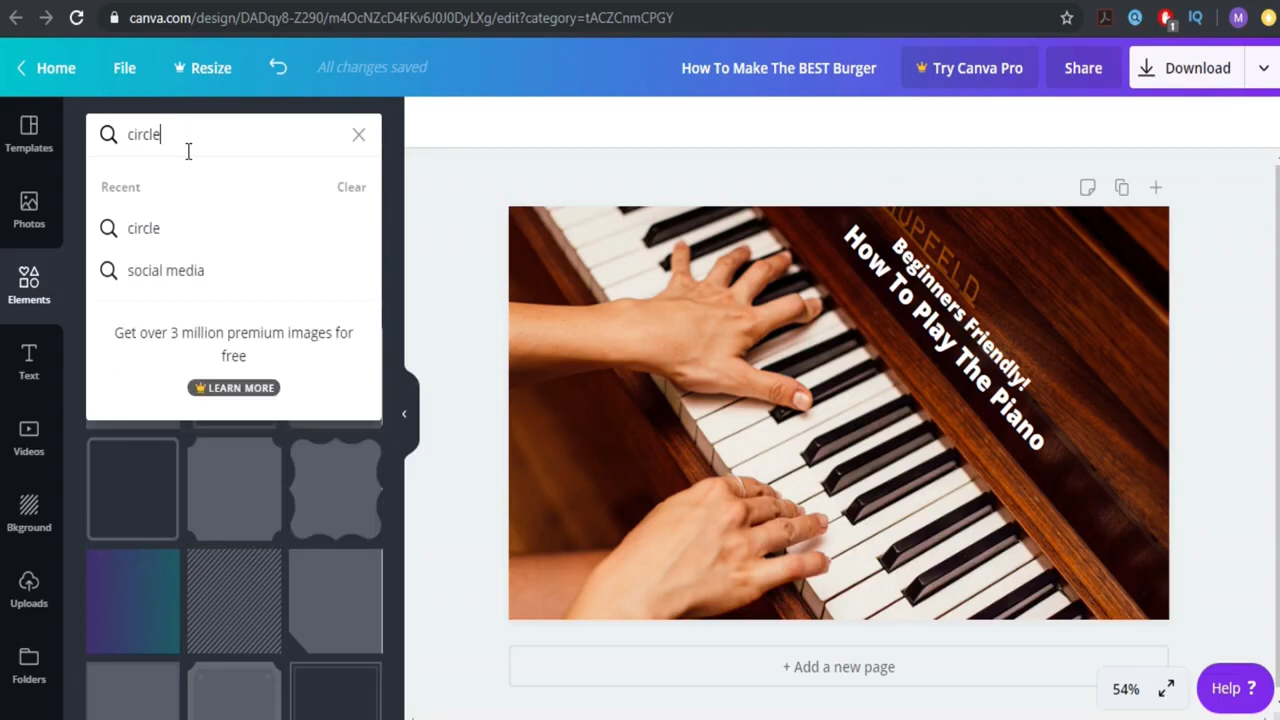 canva.com/design/DADqy8-Z290/m4OcNZcD4FKv6J0J0DyLXg/edit?category=tACZCnmCPGY
1
IQ
M
Home
File
Resize
All changes saved
How To Make The BEST Burger
Try Canva Pro
Share
Download
Templates
Photos
Elements
Text
Videos
Bkground
Uploads
Folders
circle
Recent
Clear
circle
social media
Get over 3 million premium images for
free
LEARN MORE
HUPFELD
Beginners Friendly!
How To Play The Piano
+ Add a new page
54%
Help ?